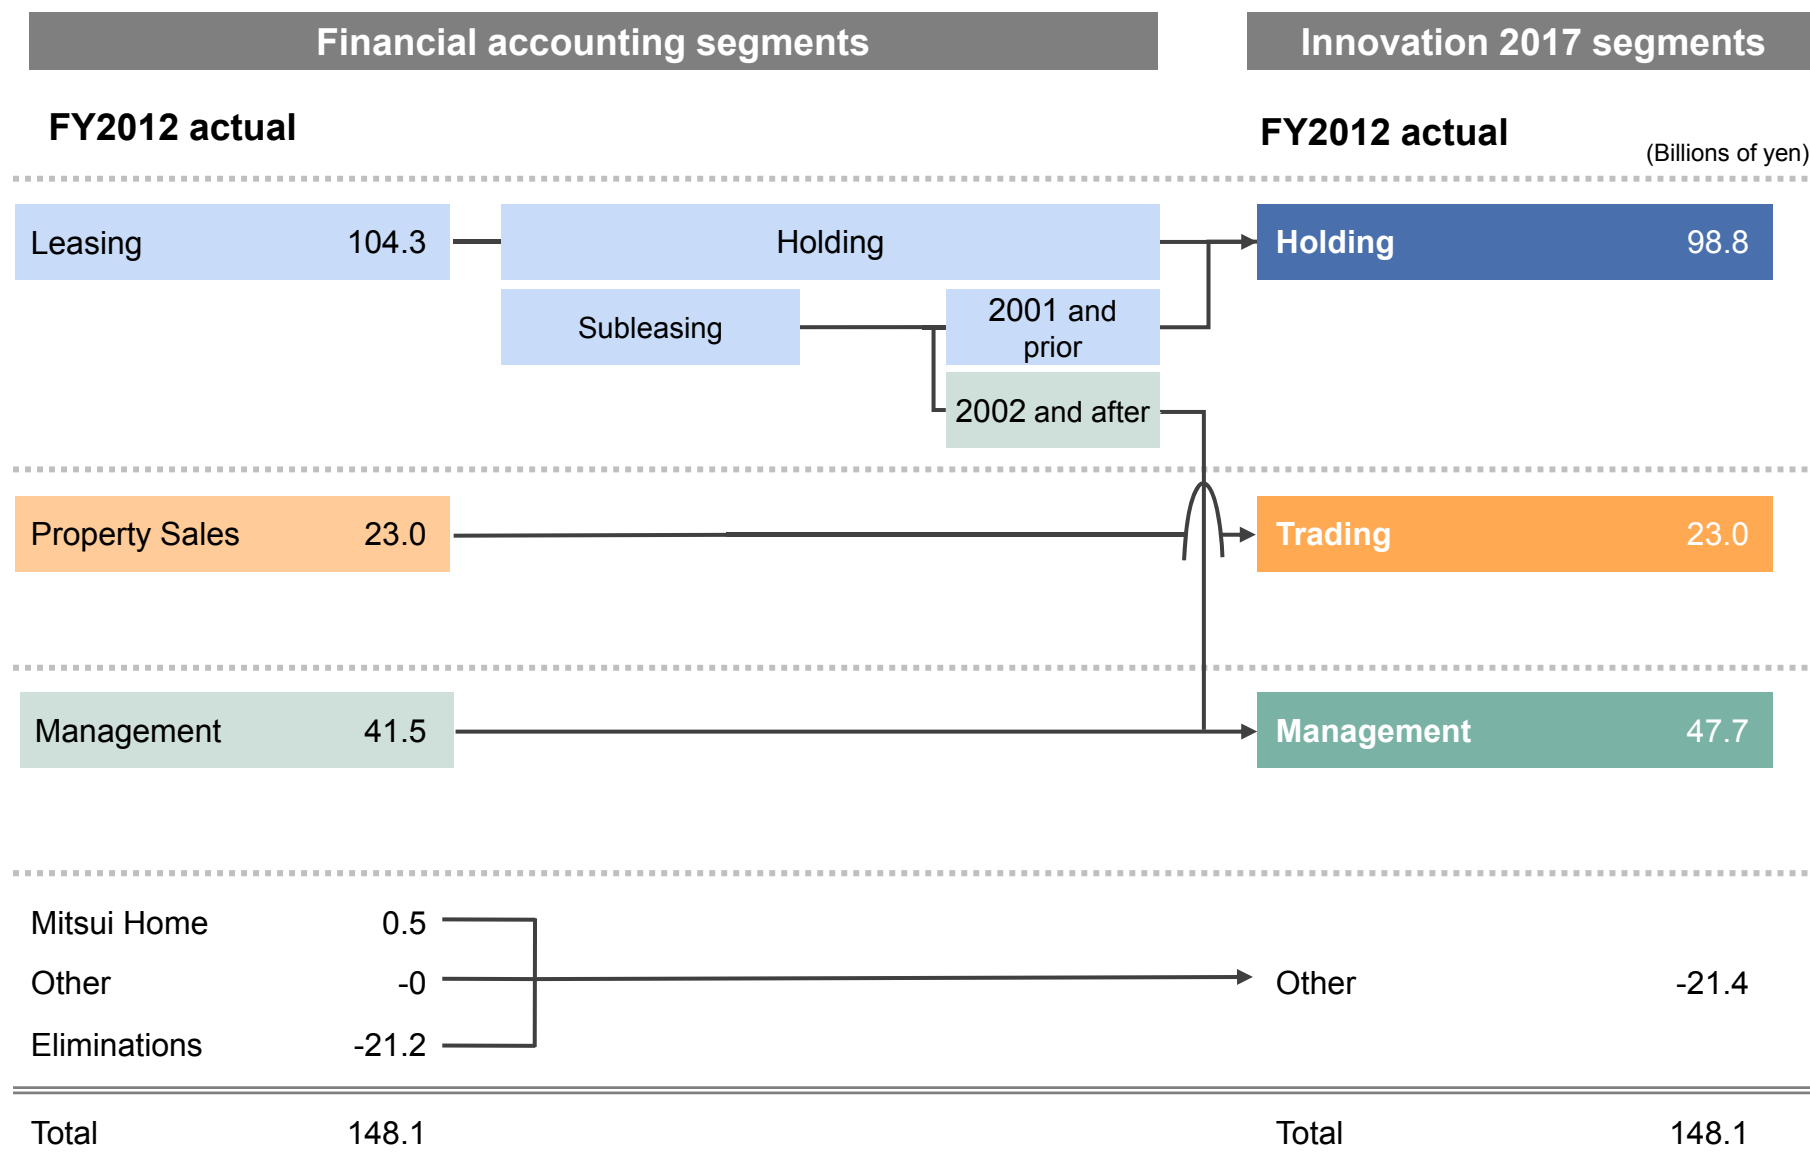 Financial accounting segments
Innovation 2017 segments
FY2012 actual
FY2012 actual
(Billions of yen)
Leasing 104.3
Holding
Holding 98.8
Subleasing
2001 and
prior
2002 and after
Property Sales 23.0
Trading 23.0
Management 41.5
Management 47.7
Mitsui Home 0.5
Other -0
Other -21.4
Eliminations -21.2
Total 148.1
Total 148.1